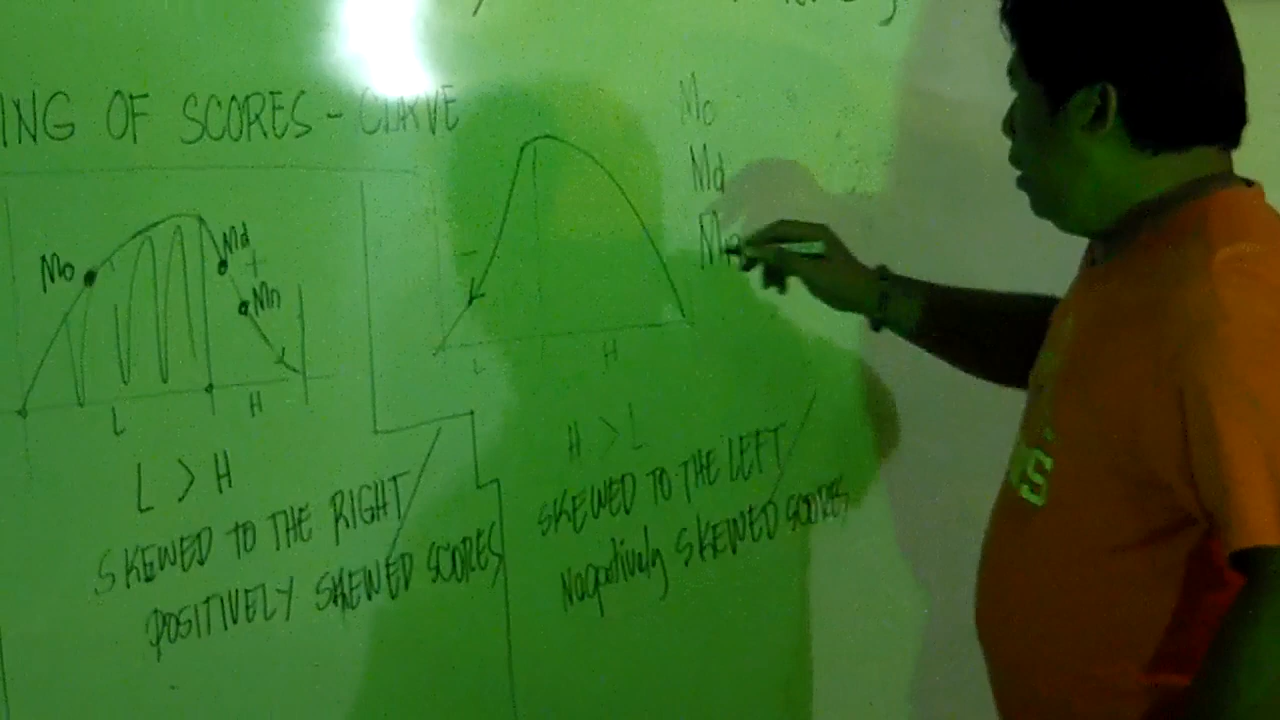 ING OF SCORES - CURVE
Mo
Md
Mn
L
H
L > H
SKEWED TO THE RIGHT
POSITIVELY SKEWED SCORES
Mo
Md
Mn
L
H
H > L
SKEWED TO THE LEFT
Nagatively SKEWED SCORES